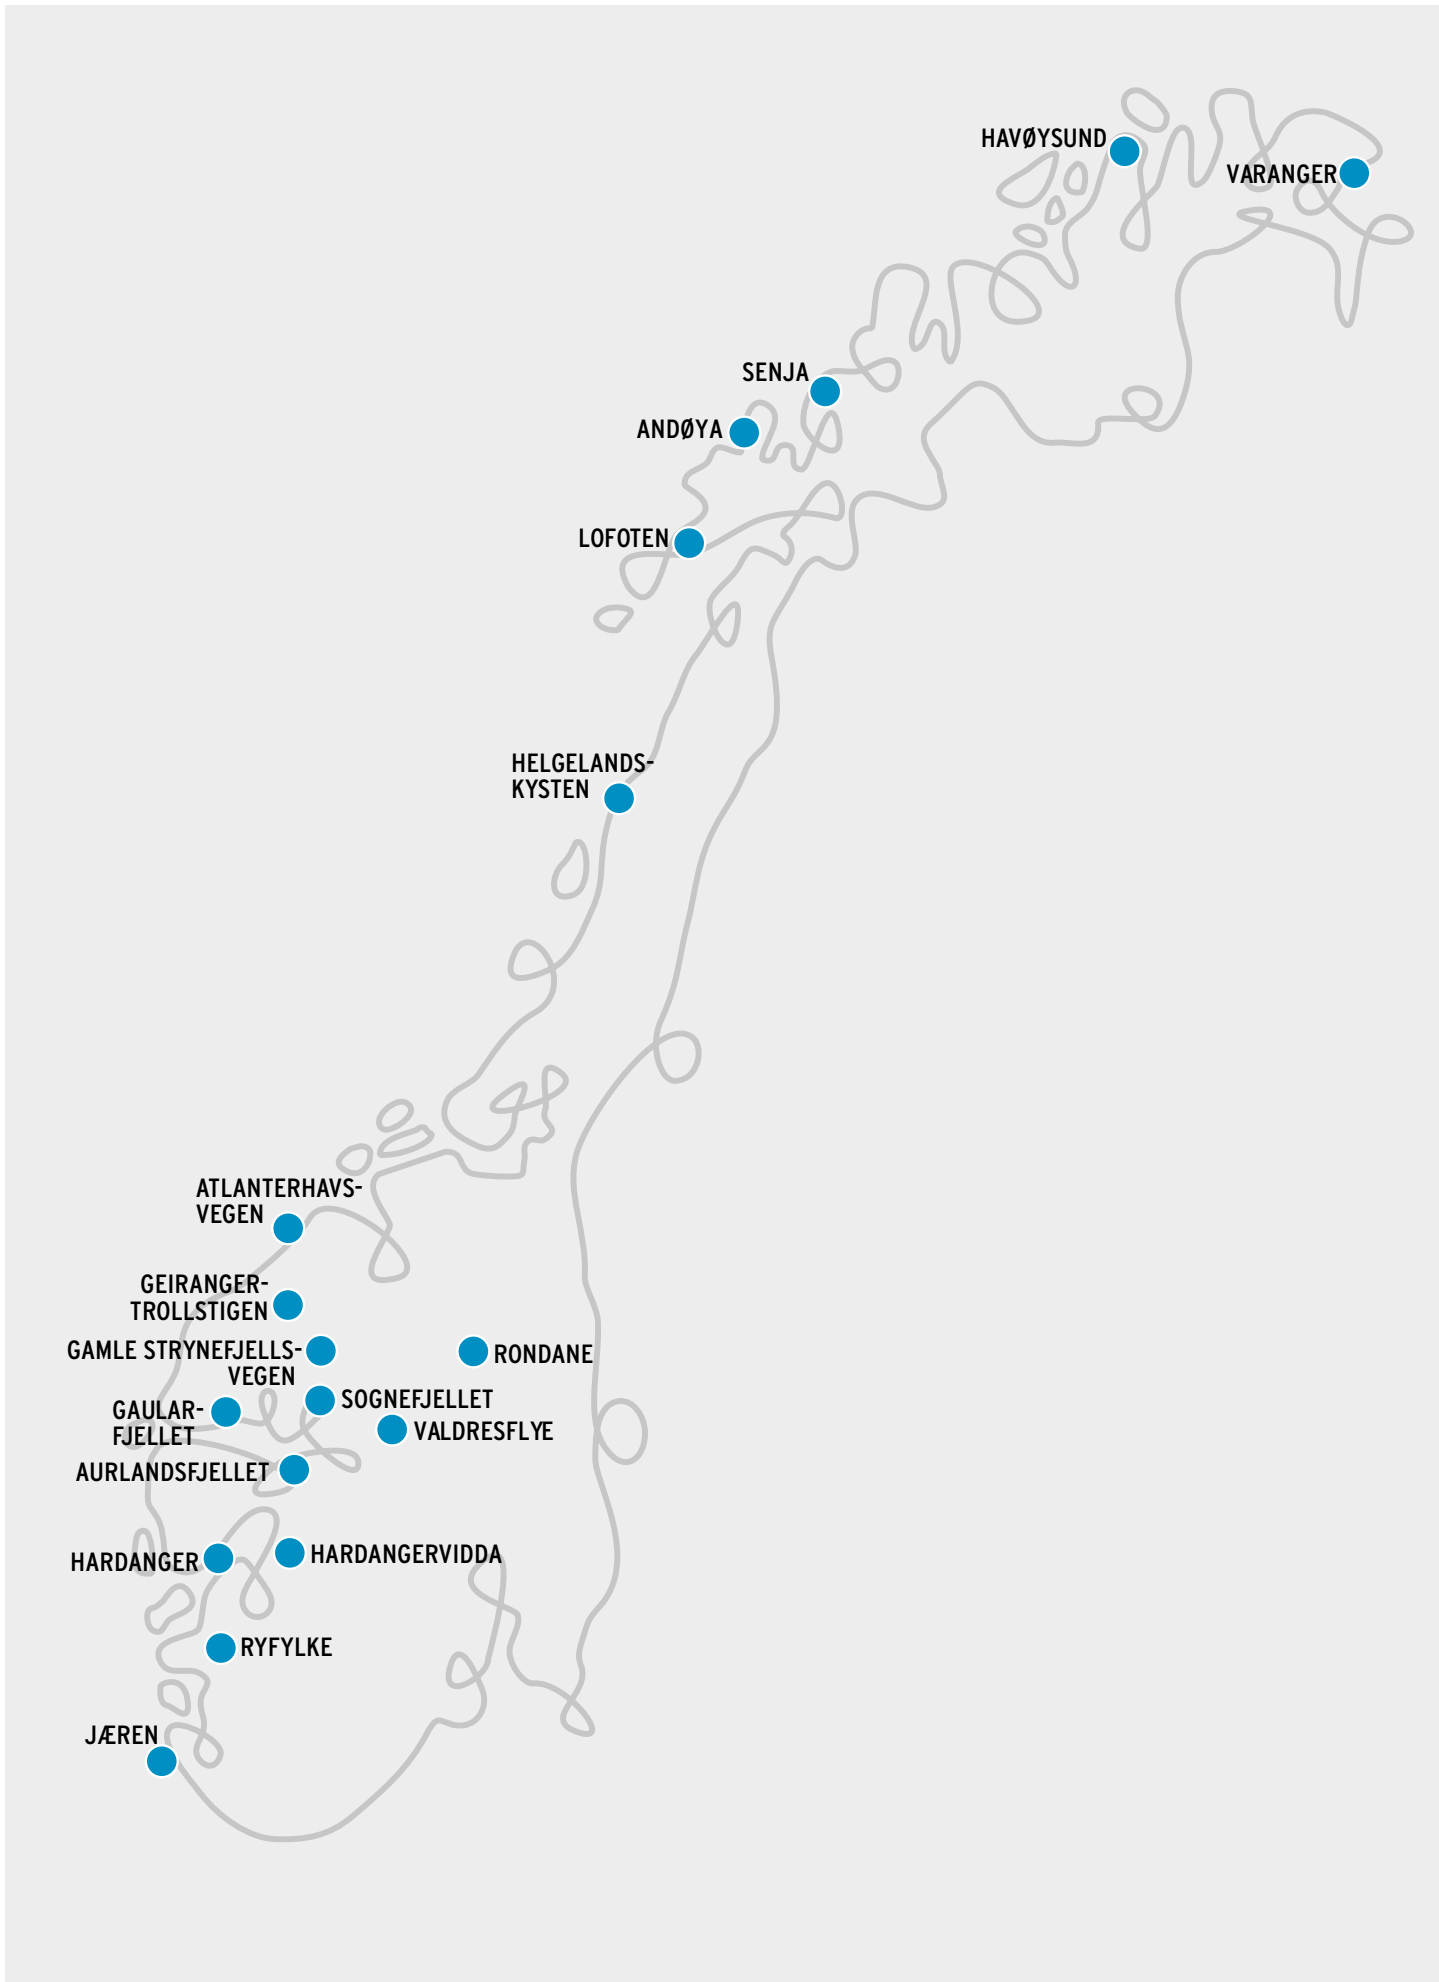 HAVØYSUND
VARANGER
SENJA
ANDØYA
LOFOTEN
HELGELANDS-
KYSTEN
ATLANTERHAVS-
VEGEN
GEIRANGER-
TROLLSTIGEN
GAMLE STRYNEFJELLS-
VEGEN
RONDANE
SOGNEFJELLET
GAULAR-
FJELLET
VALDRESFLYE
AURLANDSFJELLET
HARDANGER
HARDANGERVIDDA
RYFYLKE
JÆREN